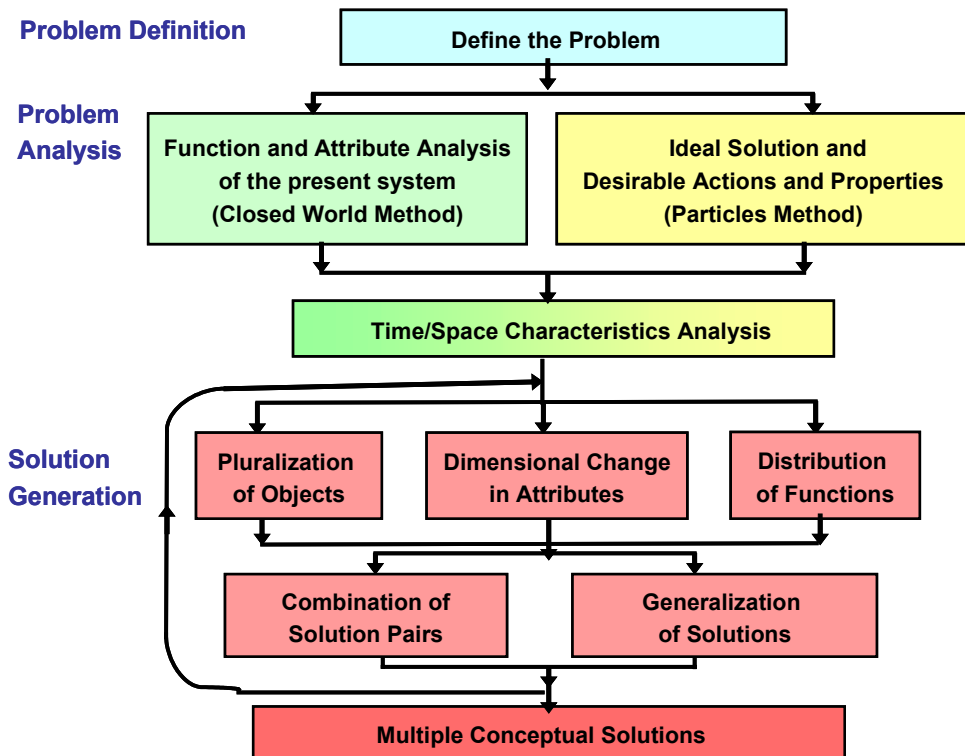 Problem Definition
Define the Problem
Problem
Analysis
Function and Attribute Analysis
of the present system
(Closed World Method)
Ideal Solution and
Desirable Actions and Properties
(Particles Method)
Time/Space Characteristics Analysis
Solution
Generation
Pluralization
of Objects
Dimensional Change
in Attributes
Distribution
of Functions
Combination of
Solution Pairs
Generalization
of Solutions
Multiple Conceptual Solutions